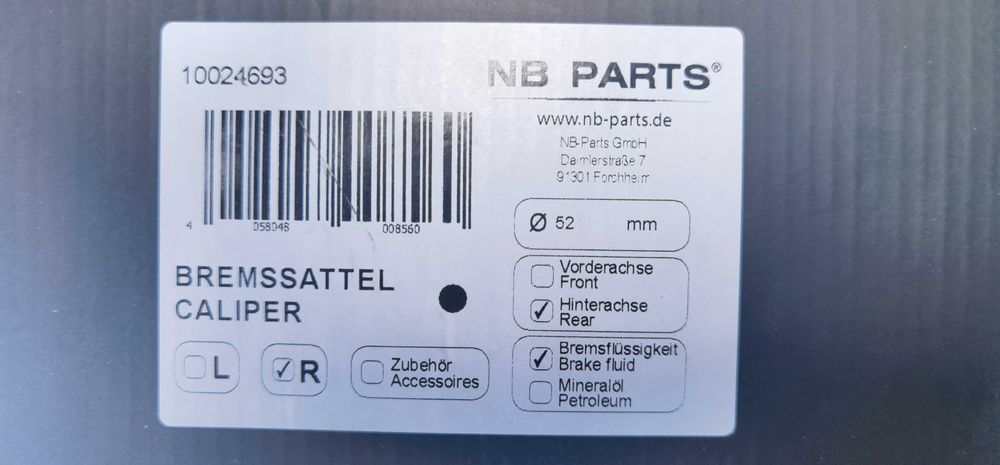 10024693
NB PARTS®
www.nb-parts.de
NB-Parts GmbH
Daimlerstraße 7
91301 Forchheim
4 058048 008560
Ø 52 mm
BREMSSATTEL
CALIPER
Vorderachse
Front
Hinterachse
Rear
L
R
Zubehör
Accessoires
Bremsflüssigkeit
Brake fluid
Mineralöl
Petroleum